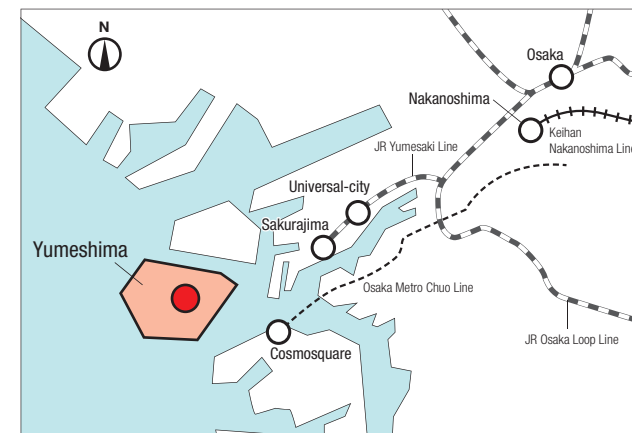 N
Osaka
Nakanoshima
Keihan
Nakanoshima Line
JR Yumesaki Line
Universal-city
Sakurajima
Yumeshima
Osaka Metro Chuo Line
Cosmosquare
JR Osaka Loop Line